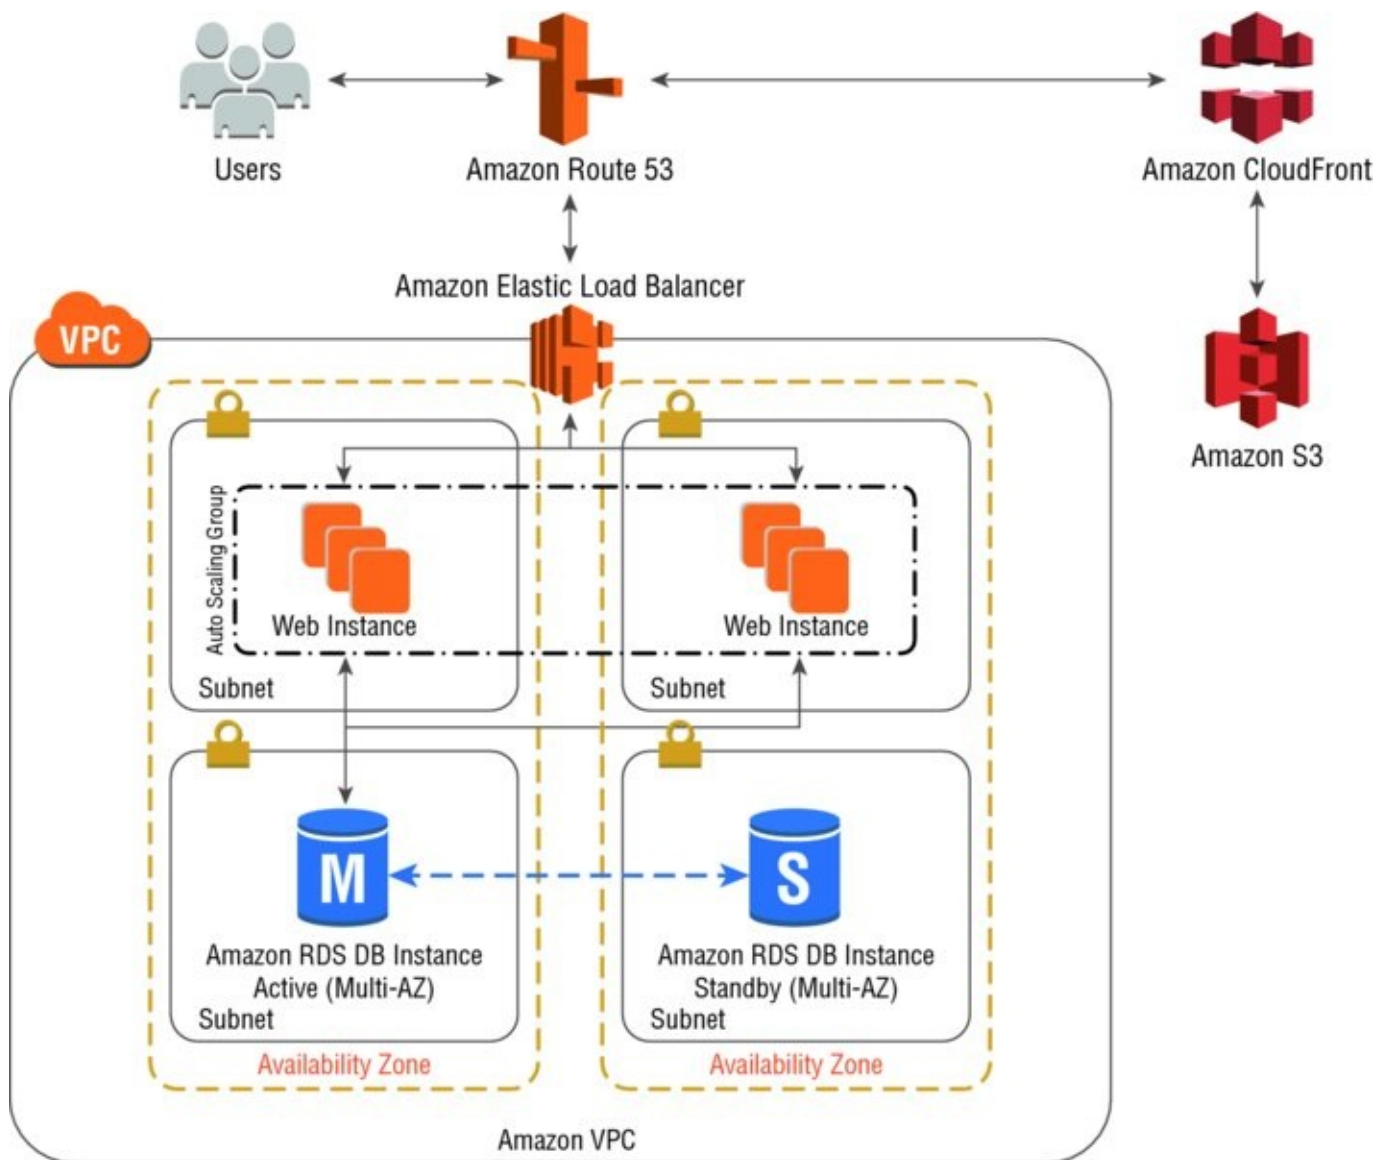 Users
Amazon Route 53
Amazon CloudFront
Amazon Elastic Load Balancer
VPC
Amazon S3
Auto Scaling Group
Web Instance
Web Instance
Subnet
Subnet
M
S
Amazon RDS DB Instance
Active (Multi-AZ)
Amazon RDS DB Instance
Standby (Multi-AZ)
Subnet
Subnet
Availability Zone
Availability Zone
Amazon VPC